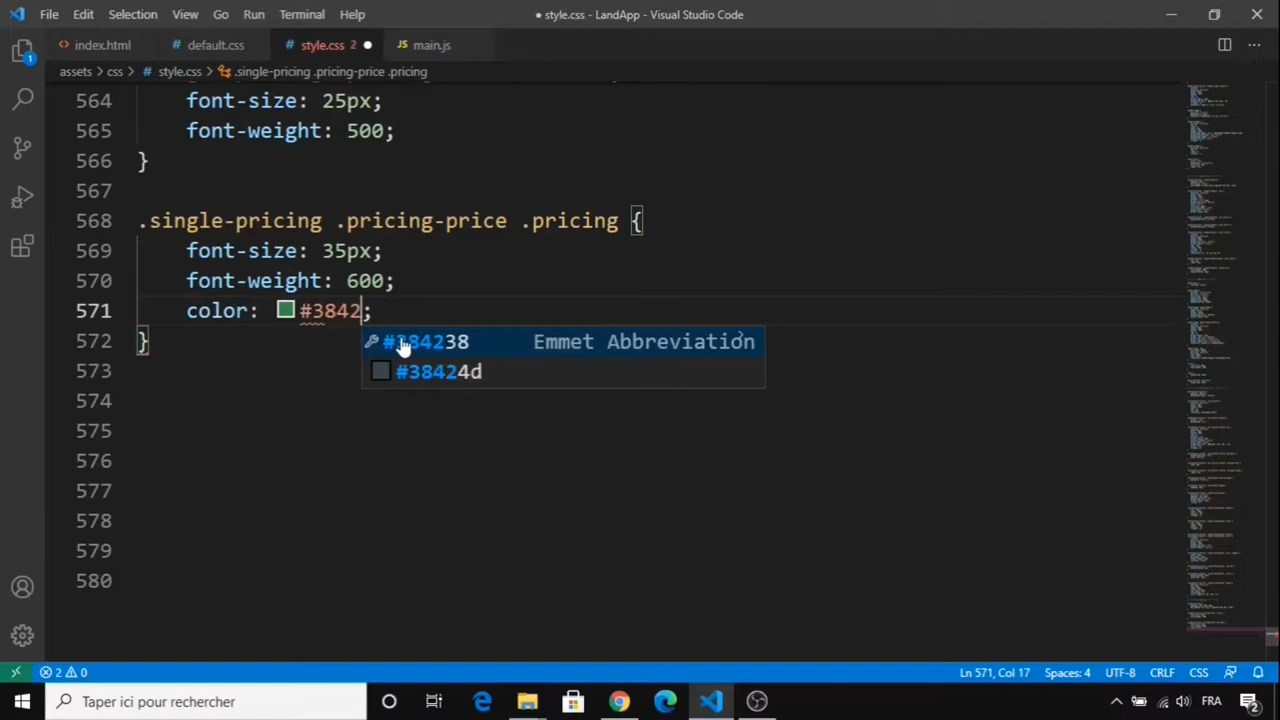 File Edit Selection View Go Run Terminal Help ● style.css - LandApp - Visual Studio Code
<> index.html # default.css # style.css 2 ● JS main.js
assets > css > # style.css > .single-pricing .pricing-price .pricing
564 font-size: 25px;
565 font-weight: 500;
566 }
567
568 .single-pricing .pricing-price .pricing {
569 font-size: 35px;
570 font-weight: 600;
571 color: #3842;
#384238 Emmet Abbreviation
572 }
#38424d
573
574
575
576
577
578
579
580
1
2 0 Ln 571, Col 17 Spaces: 4 UTF-8 CRLF CSS
Taper ici pour rechercher FRA 2